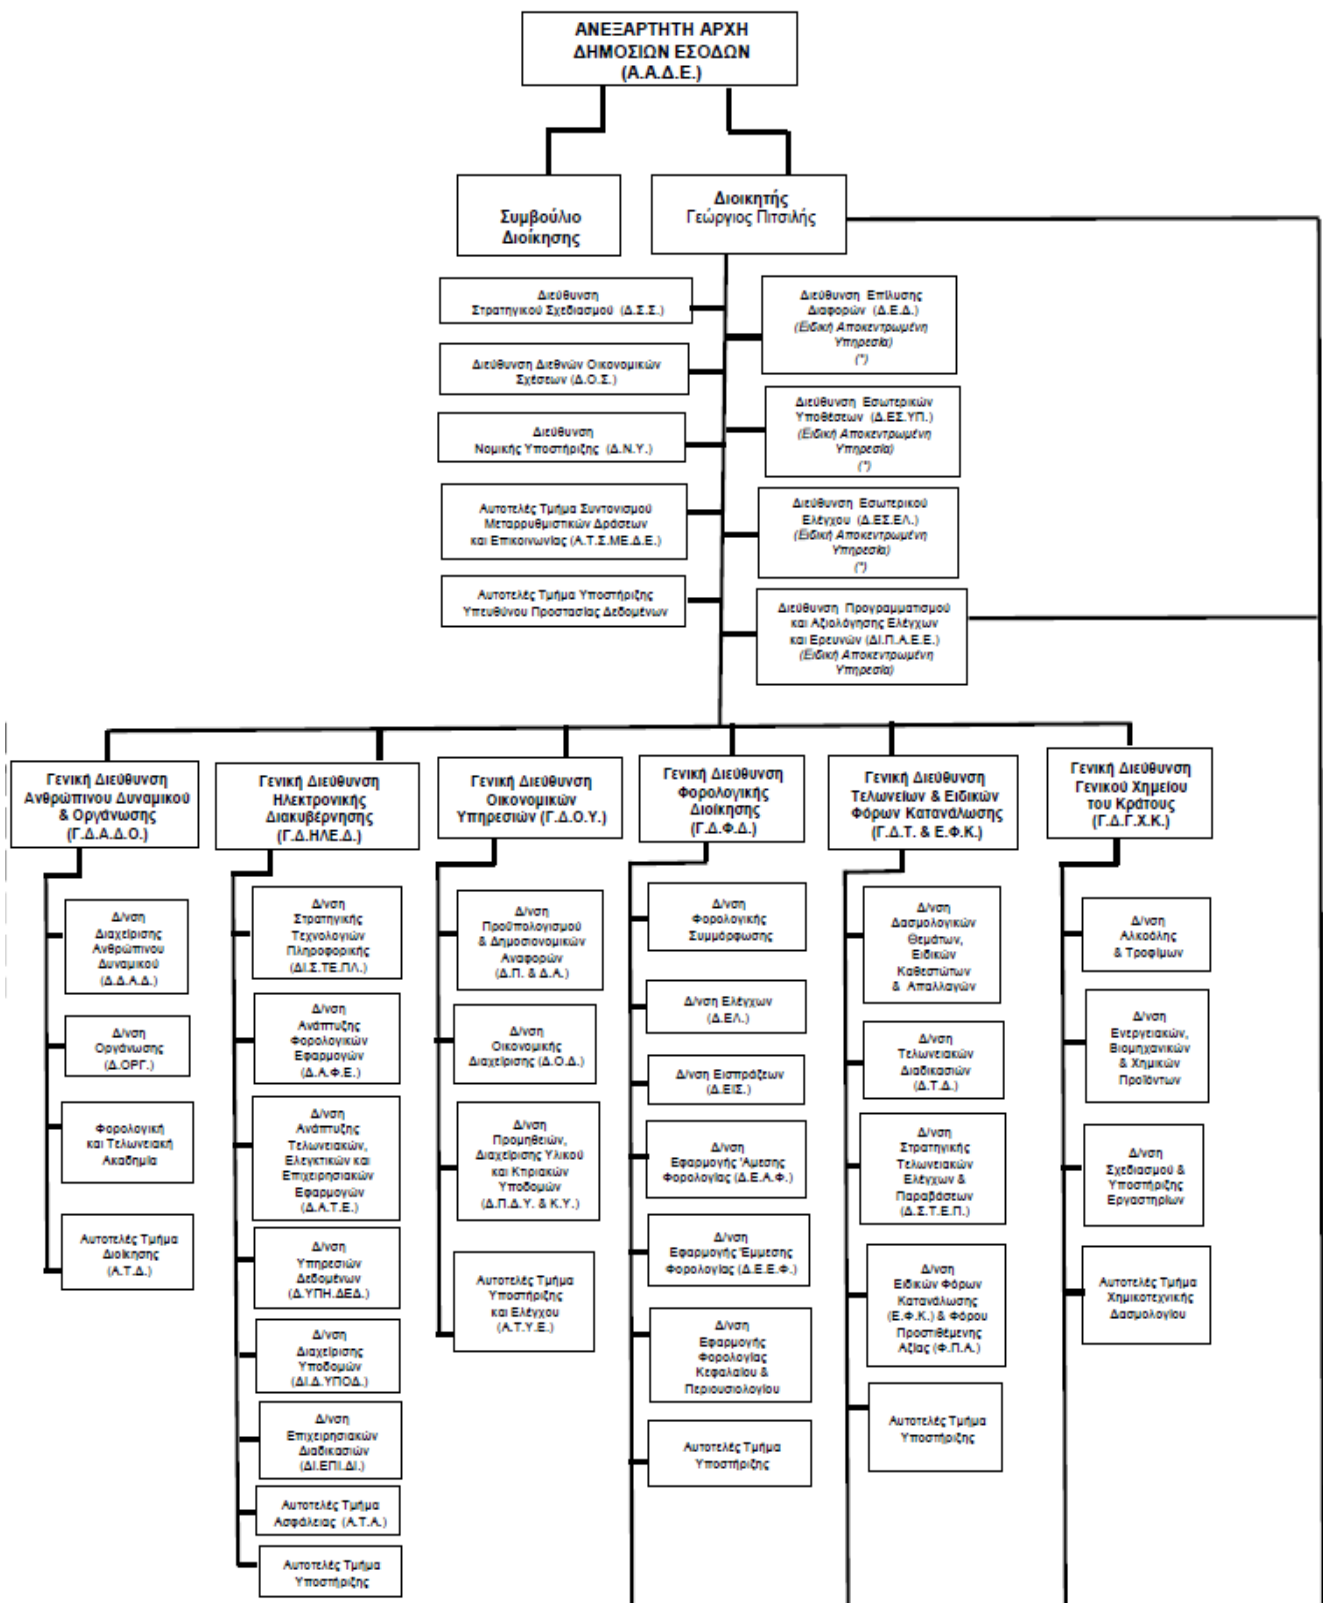 ΑΝΕΞΑΡΤΗΤΗ ΑΡΧΗ
ΔΗΜΟΣΙΩΝ ΕΣΟΔΩΝ
(Α.Α.Δ.Ε.)
Συμβούλιο
Διοίκησης
Διοικητής
Γεώργιος Πιτσιλής
Διεύθυνση
Στρατηγικού Σχεδιασμού (Δ.Σ.Σ.)
Διεύθυνση Διεθνών Οικονομικών
Σχέσεων (Δ.Ο.Σ.)
Διεύθυνση
Νομικής Υποστήριξης (Δ.Ν.Υ.)
Αυτοτελές Τμήμα Συντονισμού
Μεταρρυθμιστικών Δράσεων
και Επικοινωνίας (Α.Τ.Σ.ΜΕ.Δ.Ε.)
Αυτοτελές Τμήμα Υποστήριξης
Υπευθύνου Προστασίας Δεδομένων
Διεύθυνση Επίλυσης
Διαφορών (Δ.Ε.Δ.)
(Ειδική Αποκεντρωμένη
Υπηρεσία)
(*)
Διεύθυνση Εσωτερικών
Υποθέσεων (Δ.ΕΣ.ΥΠ.)
(Ειδική Αποκεντρωμένη
Υπηρεσία)
(*)
Διεύθυνση Εσωτερικού
Ελέγχου (Δ.ΕΣ.ΕΛ.)
(Ειδική Αποκεντρωμένη
Υπηρεσία)
(*)
Διεύθυνση Προγραμματισμού
και Αξιολόγησης Ελέγχων
και Ερευνών (ΔΙ.Π.Α.Ε.Ε.)
(Ειδική Αποκεντρωμένη
Υπηρεσία)
Γενική Διεύθυνση
Ανθρώπινου Δυναμικού
& Οργάνωσης
(Γ.Δ.Α.Δ.Ο.)
Δ/νση
Διαχείρισης
Ανθρώπινου
Δυναμικού
(Δ.Δ.Α.Δ.)
Δ/νση
Οργάνωσης
(Δ.ΟΡΓ.)
Φορολογική
και Τελωνειακή
Ακαδημία
Αυτοτελές Τμήμα
Διοίκησης
(Α.Τ.Δ.)
Γενική Διεύθυνση
Ηλεκτρονικής
Διακυβέρνησης
(Γ.Δ.ΗΛΕ.Δ.)
Δ/νση
Στρατηγικής
Τεχνολογιών
Πληροφορικής
(ΔΙ.Σ.ΤΕ.ΠΛ.)
Δ/νση
Ανάπτυξης
Φορολογικών
Εφαρμογών
(Δ.Α.Φ.Ε.)
Δ/νση
Ανάπτυξης
Τελωνειακών,
Ελεγκτικών και
Επιχειρησιακών
Εφαρμογών
(Δ.Α.Τ.Ε.)
Δ/νση
Υπηρεσιών
Δεδομένων
(Δ.ΥΠΗ.ΔΕΔ.)
Δ/νση
Διαχείρισης
Υποδομών
(ΔΙ.Δ.ΥΠΟΔ.)
Δ/νση
Επιχειρησιακών
Διαδικασιών
(ΔΙ.ΕΠΙ.ΔΙ.)
Αυτοτελές Τμήμα
Ασφάλειας (Α.Τ.Α.)
Αυτοτελές Τμήμα
Υποστήριξης
Γενική Διεύθυνση
Οικονομικών
Υπηρεσιών (Γ.Δ.Ο.Υ.)
Δ/νση
Προϋπολογισμού
& Δημοσιονομικών
Αναφορών
(Δ.Π. & Δ.Α.)
Δ/νση
Οικονομικής
Διαχείρισης (Δ.Ο.Δ.)
Δ/νση
Προμηθειών,
Διαχείρισης Υλικού
και Κτιριακών
Υποδομών
(Δ.Π.Δ.Υ. & Κ.Υ.)
Αυτοτελές Τμήμα
Υποστήριξης
και Ελέγχου
(Α.Τ.Υ.Ε.)
Γενική Διεύθυνση
Φορολογικής
Διοίκησης
(Γ.Δ.Φ.Δ.)
Δ/νση
Φορολογικής
Συμμόρφωσης
Δ/νση Ελέγχων
(Δ.ΕΛ.)
Δ/νση Εισπράξεων
(Δ.ΕΙΣ.)
Δ/νση
Εφαρμογής Άμεσης
Φορολογίας (Δ.Ε.Α.Φ.)
Δ/νση
Εφαρμογής Έμμεσης
Φορολογίας (Δ.Ε.Ε.Φ.)
Δ/νση
Εφαρμογής
Φορολογίας
Κεφαλαίου &
Περιουσιολογίου
Αυτοτελές Τμήμα
Υποστήριξης
Γενική Διεύθυνση
Τελωνείων & Ειδικών
Φόρων Κατανάλωσης
(Γ.Δ.Τ. & Ε.Φ.Κ.)
Δ/νση
Δασμολογικών
Θεμάτων,
Ειδικών
Καθεστώτων
& Απαλλαγών
Δ/νση
Τελωνειακών
Διαδικασιών
(Δ.Τ.Δ.)
Δ/νση
Στρατηγικής
Τελωνειακών
Ελέγχων &
Παραβάσεων
(Δ.Σ.Τ.Ε.Π.)
Δ/νση
Ειδικών Φόρων
Κατανάλωσης
(Ε.Φ.Κ.) & Φόρου
Προστιθέμενης
Αξίας (Φ.Π.Α.)
Αυτοτελές Τμήμα
Υποστήριξης
Γενική Διεύθυνση
Γενικού Χημείου
του Κράτους
(Γ.Δ.Γ.Χ.Κ.)
Δ/νση
Αλκοόλης
& Τροφίμων
Δ/νση
Ενεργειακών,
Βιομηχανικών
& Χημικών
Προϊόντων
Δ/νση
Σχεδιασμού &
Υποστήριξης
Εργαστηρίων
Αυτοτελές Τμήμα
Χημικοτεχνικής
Δασμολογίου